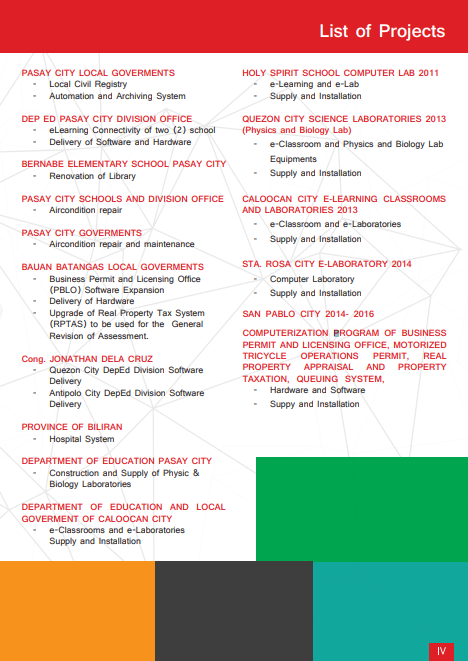 List of Projects
PASAY CITY LOCAL GOVERMENTS
- Local Civil Registry
- Automation and Archiving System
DEP ED PASAY CITY DIVISION OFFICE
- eLearning Connectivity of two (2) school
- Delivery of Software and Hardware
BERNABE ELEMENTARY SCHOOL PASAY CITY
- Renovation of Library
PASAY CITY SCHOOLS AND DIVISION OFFICE
- Aircondition repair
PASAY CITY GOVERMENTS
- Aircondition repair and maintenance
BAUAN BATANGAS LOCAL GOVERMENTS
- Business Permit and Licensing Office
(PBLO) Software Expansion
- Delivery of Hardware
- Upgrade of Real Property Tax System
(RPTAS) to be used for the General
Revision of Assessment.
Cong. JONATHAN DELA CRUZ
- Quezon City DepEd Division Software
Delivery
- Antipolo City DepEd Division Software
Delivery
PROVINCE OF BILIRAN
- Hospital System
DEPARTMENT OF EDUCATION PASAY CITY
- Construction and Supply of Physic &
Biology Laboratories
DEPARTMENT OF EDUCATION AND LOCAL
GOVERMENT OF CALOOCAN CITY
- e-Classrooms and e-Laboratories
Supply and Installation
HOLY SPIRIT SCHOOL COMPUTER LAB 2011
- e-Learning and e-Lab
- Supply and Installation
QUEZON CITY SCIENCE LABORATORIES 2013
(Physics and Biology Lab)
- e-Classroom and Physics and Biology Lab
Equipments
- Supply and Installation
CALOOCAN CITY E-LEARNING CLASSROOMS
AND LABORATORIES 2013
- e-Classroom and e-Laboratories
- Supply and Installation
STA. ROSA CITY E-LABORATORY 2014
- Computer Laboratory
- Supply and Installation
SAN PABLO CITY 2014- 2016
COMPUTERIZATION PROGRAM OF BUSINESS
PERMIT AND LICENSING OFFICE, MOTORIZED
TRICYCLE OPERATIONS PERMIT, REAL
PROPERTY APPRAISAL AND PROPERTY
TAXATION, QUEUING SYSTEM,
- Hardware and Software
- Suppy and Installation
IV